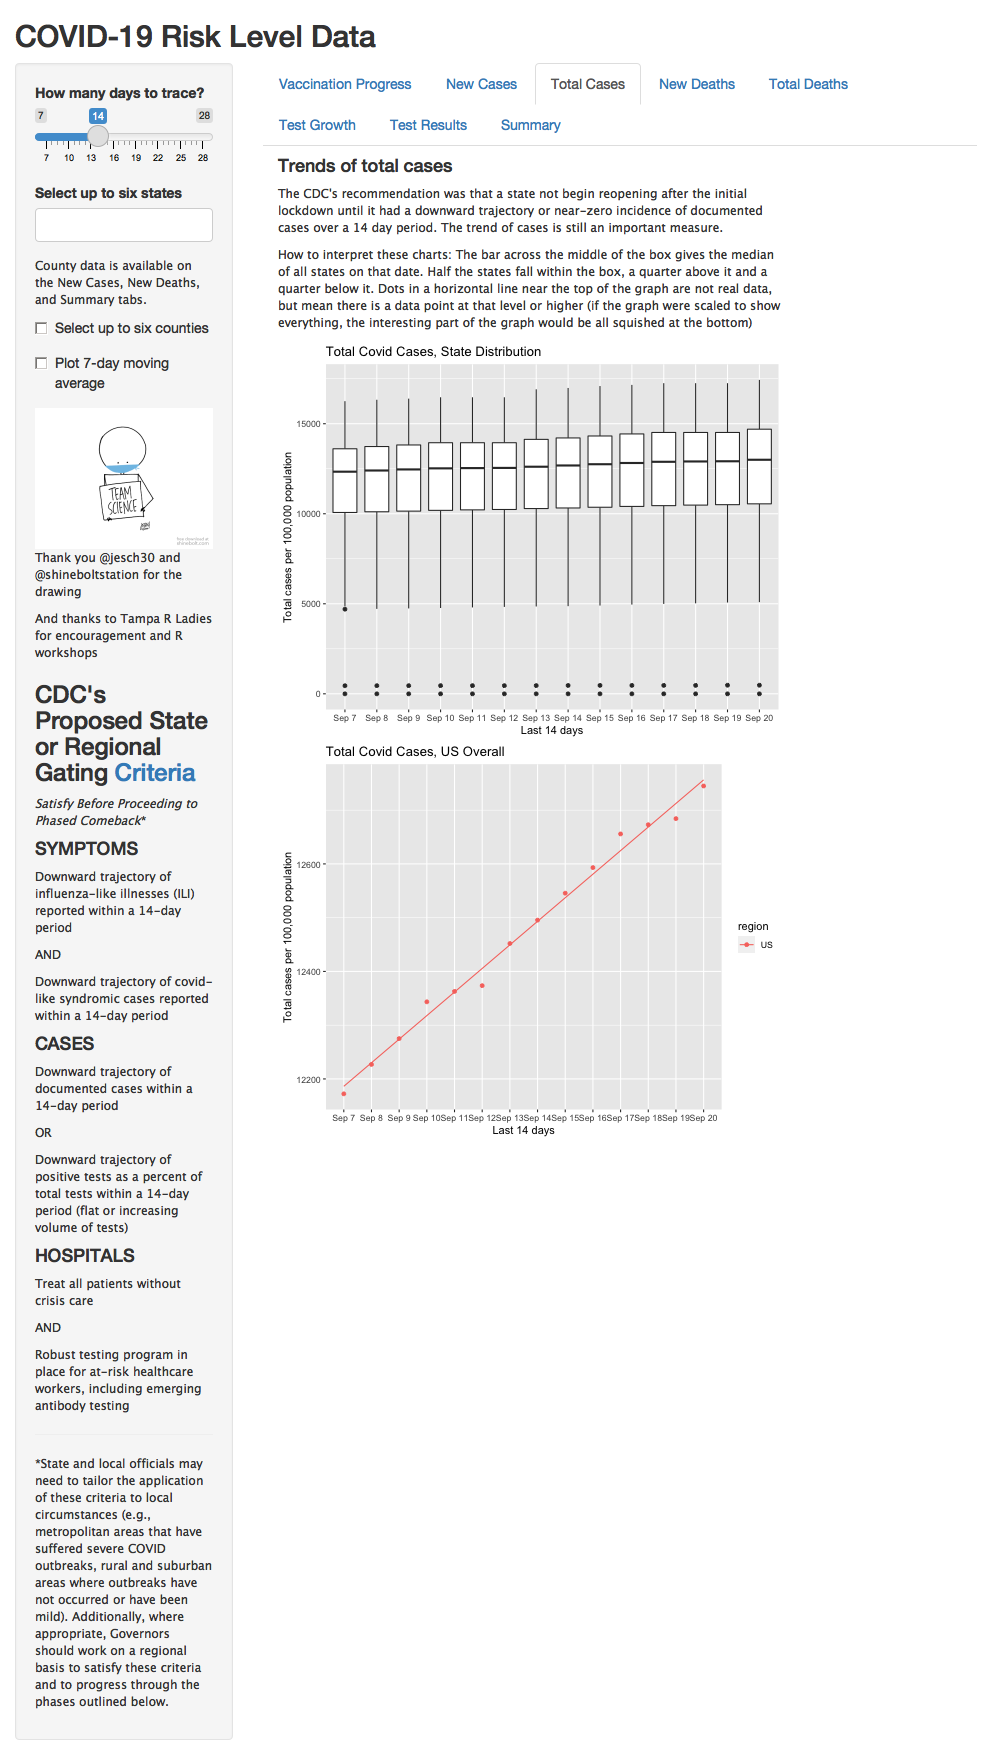 COVID-19 Risk Level Data
How many days to trace?
7 14 28
7 10 13 16 19 22 25 28
Select up to six states
County data is available on
the New Cases, New Deaths,
and Summary tabs.
Select up to six counties
Plot 7-day moving
average
TEAM
SCIENCE
Thank you @jesch30 and
@shineboltstation for the
drawing
And thanks to Tampa R Ladies
for encouragement and R
workshops
CDC's
Proposed State
or Regional
Gating Criteria
Satisfy Before Proceeding to
Phased Comeback*
SYMPTOMS
Downward trajectory of
influenza-like illnesses (ILI)
reported within a 14-day
period
AND
Downward trajectory of covid-
like syndromic cases reported
within a 14-day period
CASES
Downward trajectory of
documented cases within a
14-day period
OR
Downward trajectory of
positive tests as a percent of
total tests within a 14-day
period (flat or increasing
volume of tests)
HOSPITALS
Treat all patients without
crisis care
AND
Robust testing program in
place for at-risk healthcare
workers, including emerging
antibody testing
*State and local officials may
need to tailor the application
of these criteria to local
circumstances (e.g.,
metropolitan areas that have
suffered severe COVID
outbreaks, rural and suburban
areas where outbreaks have
not occurred or have been
mild). Additionally, where
appropriate, Governors
should work on a regional
basis to satisfy these criteria
and to progress through the
phases outlined below.
Vaccination Progress New Cases Total Cases New Deaths Total Deaths
Test Growth Test Results Summary
Trends of total cases
The CDC's recommendation was that a state not begin reopening after the initial
lockdown until it had a downward trajectory or near-zero incidence of documented
cases over a 14 day period. The trend of cases is still an important measure.
How to interpret these charts: The bar across the middle of the box gives the median
of all states on that date. Half the states fall within the box, a quarter above it and a
quarter below it. Dots in a horizontal line near the top of the graph are not real data,
but mean there is a data point at that level or higher (if the graph were scaled to show
everything, the interesting part of the graph would be all squished at the bottom)
Total Covid Cases, State Distribution
Total cases per 100,000 population
15000
10000
5000
0
Sep 7 Sep 8 Sep 9 Sep 10 Sep 11 Sep 12 Sep 13 Sep 14 Sep 15 Sep 16 Sep 17 Sep 18 Sep 19 Sep 20
Last 14 days
Total Covid Cases, US Overall
Total cases per 100,000 population
12600
12400
12200
Sep 7 Sep 8 Sep 9 Sep 10 Sep 11 Sep 12 Sep 13 Sep 14 Sep 15 Sep 16 Sep 17 Sep 18 Sep 19 Sep 20
Last 14 days
region
US